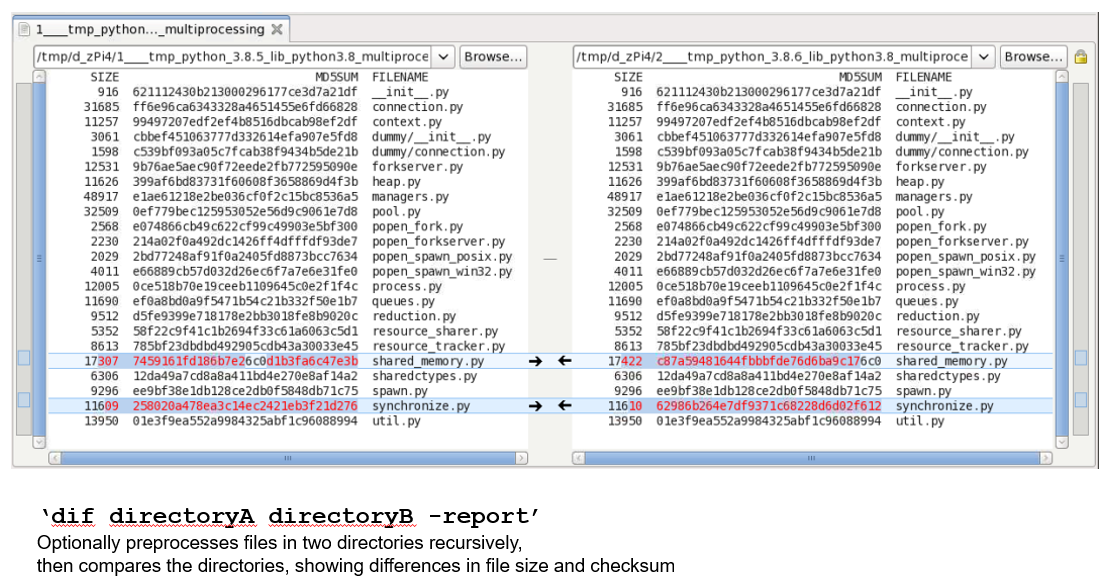 1____tmp_python..._multiprocessing
/tmp/d_zPi4/1____tmp_python_3.8.5_lib_python3.8_multiproce Browse... /tmp/d_zPi4/2____tmp_python_3.8.6_lib_python3.8_multiproce Browse...
SIZE MD5SUM FILENAME SIZE MD5SUM FILENAME
916 621112430b213000296177ce3d7a21df __init__.py 916 621112430b213000296177ce3d7a21df __init__.py
31685 ff6e96ca6343328a4651455e6fd66828 connection.py 31685 ff6e96ca6343328a4651455e6fd66828 connection.py
11257 99497207edf2ef4b8516dbcab98ef2df context.py 11257 99497207edf2ef4b8516dbcab98ef2df context.py
3061 cbbef451063777d332614efa907e5fd8 dummy/__init__.py 3061 cbbef451063777d332614efa907e5fd8 dummy/__init__.py
1598 c539bf093a05c7fcab38f9434b5de21b dummy/connection.py 1598 c539bf093a05c7fcab38f9434b5de21b dummy/connection.py
12531 9b76ae5aec90f72eede2fb772595090e forkserver.py 12531 9b76ae5aec90f72eede2fb772595090e forkserver.py
11626 399af6bd83731f60608f3658869d4f3b heap.py 11626 399af6bd83731f60608f3658869d4f3b heap.py
48917 e1ae61218e2be036cf0f2c15bc8536a5 managers.py 48917 e1ae61218e2be036cf0f2c15bc8536a5 managers.py
32509 0ef779bec125953052e56d9c9061e7d8 pool.py 32509 0ef779bec125953052e56d9c9061e7d8 pool.py
2568 e074866cb49c622cf99c49903e5bf300 popen_fork.py 2568 e074866cb49c622cf99c49903e5bf300 popen_fork.py
2230 214a02f0a492dc1426ff4dfffdf93de7 popen_forkserver.py 2230 214a02f0a492dc1426ff4dfffdf93de7 popen_forkserver.py
2029 2bd77248af91f0a2405fd8873bcc7634 popen_spawn_posix.py 2029 2bd77248af91f0a2405fd8873bcc7634 popen_spawn_posix.py
4011 e66889cb57d032d26ec6f7a7e6e31fe0 popen_spawn_win32.py 4011 e66889cb57d032d26ec6f7a7e6e31fe0 popen_spawn_win32.py
12005 0ce518b70e19ceeb1109645c0e2f1f4c process.py 12005 0ce518b70e19ceeb1109645c0e2f1f4c process.py
11690 ef0a8bd0a9f5471b54c21b332f50e1b7 queues.py 11690 ef0a8bd0a9f5471b54c21b332f50e1b7 queues.py
9512 d5fe9399e718178e2bb3018fe8b9020c reduction.py 9512 d5fe9399e718178e2bb3018fe8b9020c reduction.py
5352 58f22c9f41c1b2694f33c61a6063c5d1 resource_sharer.py 5352 58f22c9f41c1b2694f33c61a6063c5d1 resource_sharer.py
8613 785bf23dbdbd492905cdb43a30033e45 resource_tracker.py 8613 785bf23dbdbd492905cdb43a30033e45 resource_tracker.py
17307 7459161fd186b7e26c0d1b3fa6c47e3b shared_memory.py 17422 c87a59481644fbbbfde76d6ba9c176c0 shared_memory.py
6306 12da49a7cd8a8a411bd4e270e8af14a2 sharedctypes.py 6306 12da49a7cd8a8a411bd4e270e8af14a2 sharedctypes.py
9296 ee9bf38e1db128ce2db0f5848db71c75 spawn.py 9296 ee9bf38e1db128ce2db0f5848db71c75 spawn.py
11609 258020a478ea3c14ec2421eb3f21d276 synchronize.py 11610 62986b264e7df9371c68228d6d02f612 synchronize.py
13950 01e3f9ea552a9984325abf1c96088994 util.py 13950 01e3f9ea552a9984325abf1c96088994 util.py
‘dif directoryA directoryB -report’
Optionally preprocesses files in two directories recursively,
then compares the directories, showing differences in file size and checksum